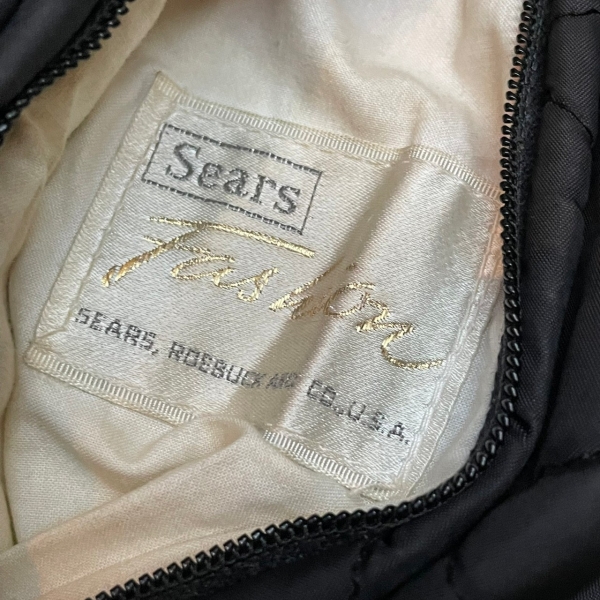 Sears
Fashion
SEARS, ROEBUCK AND CO., U.S.A.